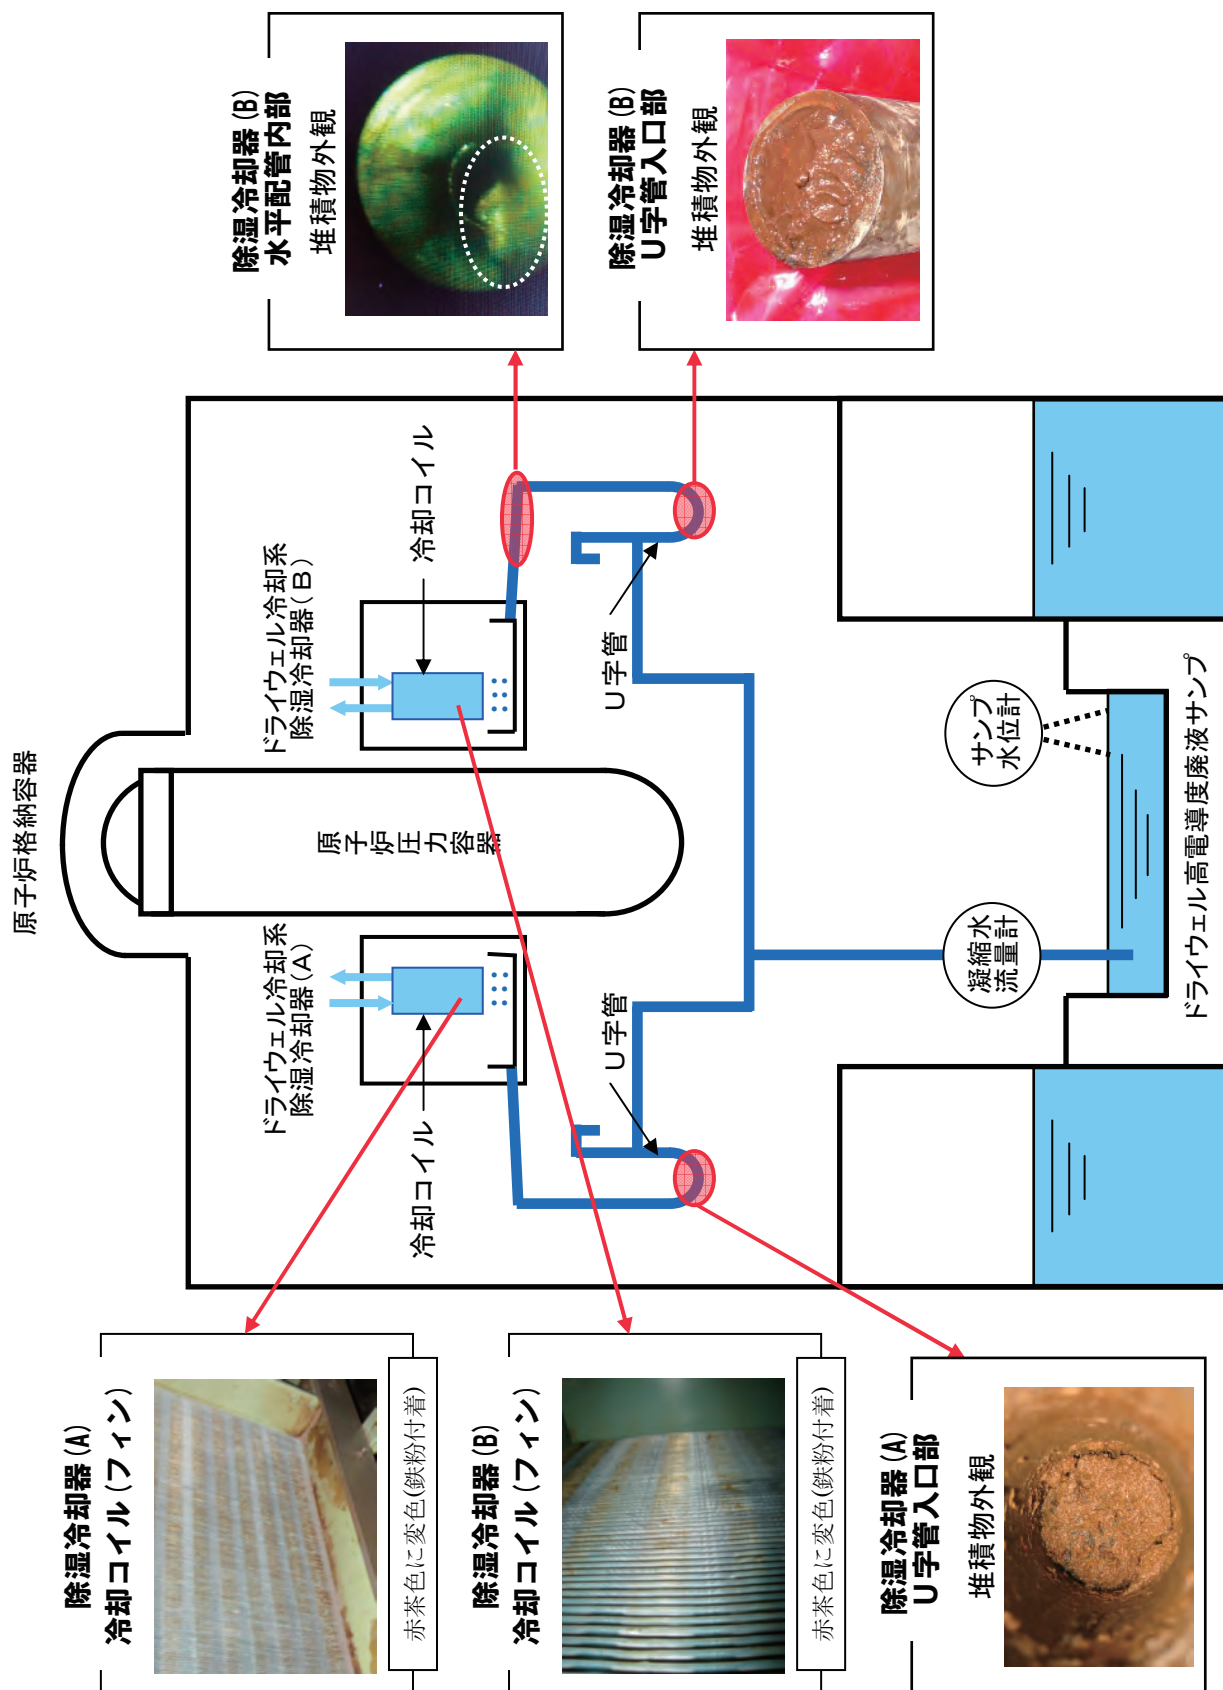 原子炉格納容器
ドライウェル冷却系
除湿冷却器(A)
ドライウェル冷却系
除湿冷却器(B)
冷却コイル
冷却コイル
原子炉圧力容器
U字管
U字管
凝縮水
流量計
サンプ
水位計
ドライウェル高電導度廃液サンプ
除湿冷却器(A)
冷却コイル(フィン)
赤茶色に変色(鉄粉付着)
除湿冷却器(B)
冷却コイル(フィン)
赤茶色に変色(鉄粉付着)
除湿冷却器(A)
U字管入口部
堆積物外観
除湿冷却器(B)
水平配管内部
堆積物外観
除湿冷却器(B)
U字管入口部
堆積物外観